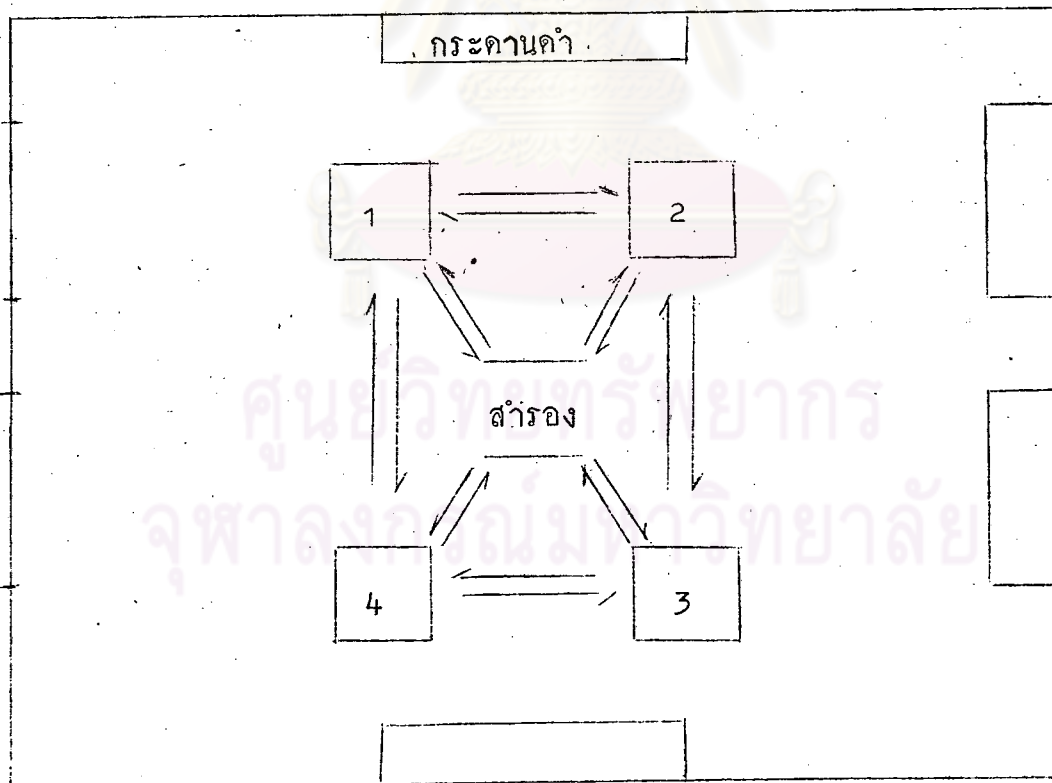 กระดานดำ
1 2
สำรอง
4 3
ศูนย์วิทยทรัพยากร
จุฬาลงกรณ์มหาวิทยาลัย